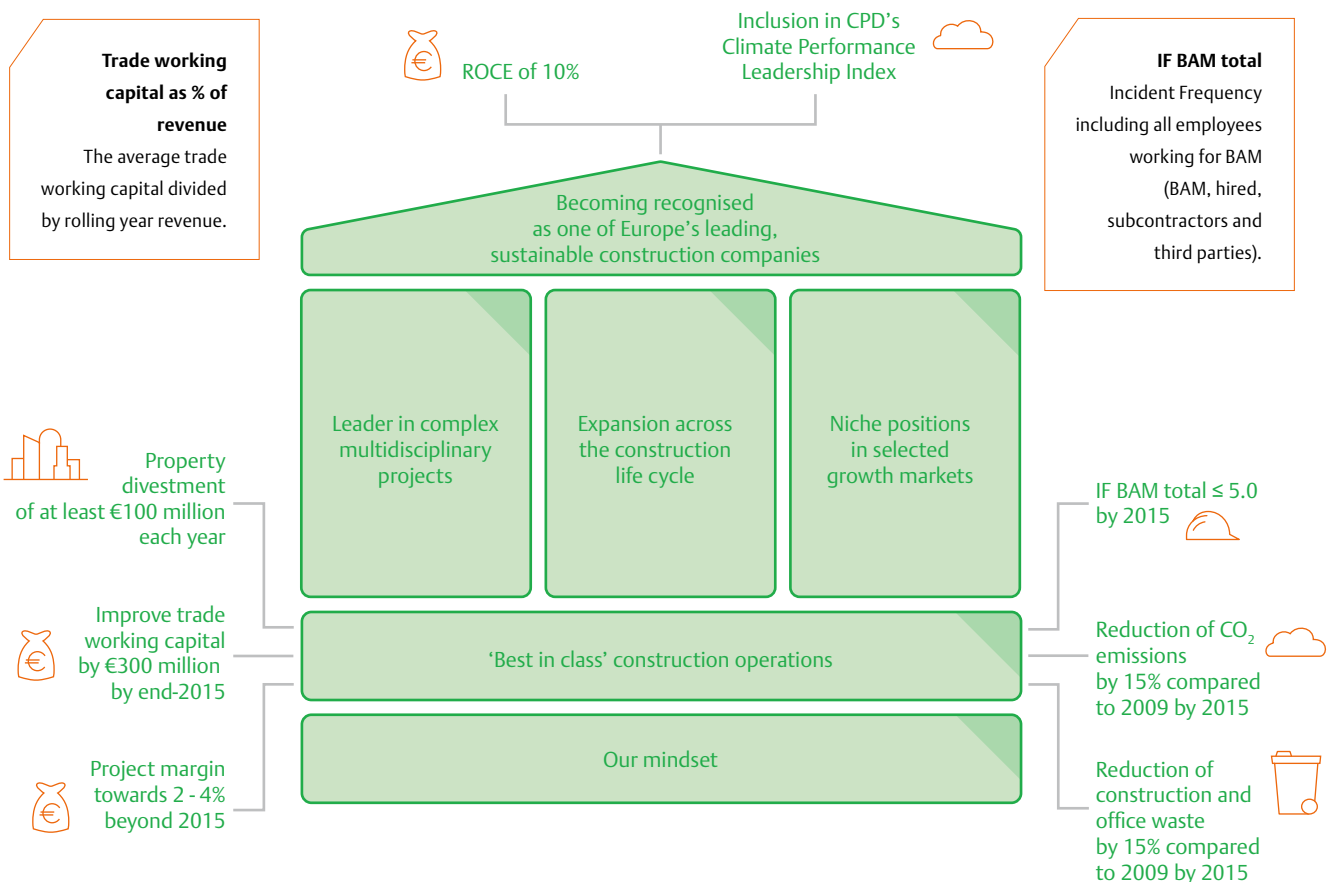 Trade working
capital as % of
revenue
The average trade
working capital divided
by rolling year revenue.
€
ROCE of 10%
Inclusion in CPD’s
Climate Performance
Leadership Index
IF BAM total
Incident Frequency
including all employees
working for BAM
(BAM, hired,
subcontractors and
third parties).
Becoming recognised
as one of Europe’s leading,
sustainable construction companies
Leader in complex
multidisciplinary
projects
Expansion across
the construction
life cycle
Niche positions
in selected
growth markets
Property
divestment
of at least €100 million
each year
€
Improve trade
working capital
by €300 million
by end-2015
€
Project margin
towards 2 - 4%
beyond 2015
‘Best in class’ construction operations
Our mindset
IF BAM total ≤ 5.0
by 2015
Reduction of CO₂
emissions
by 15% compared
to 2009 by 2015
Reduction of
construction and
office waste
by 15% compared
to 2009 by 2015